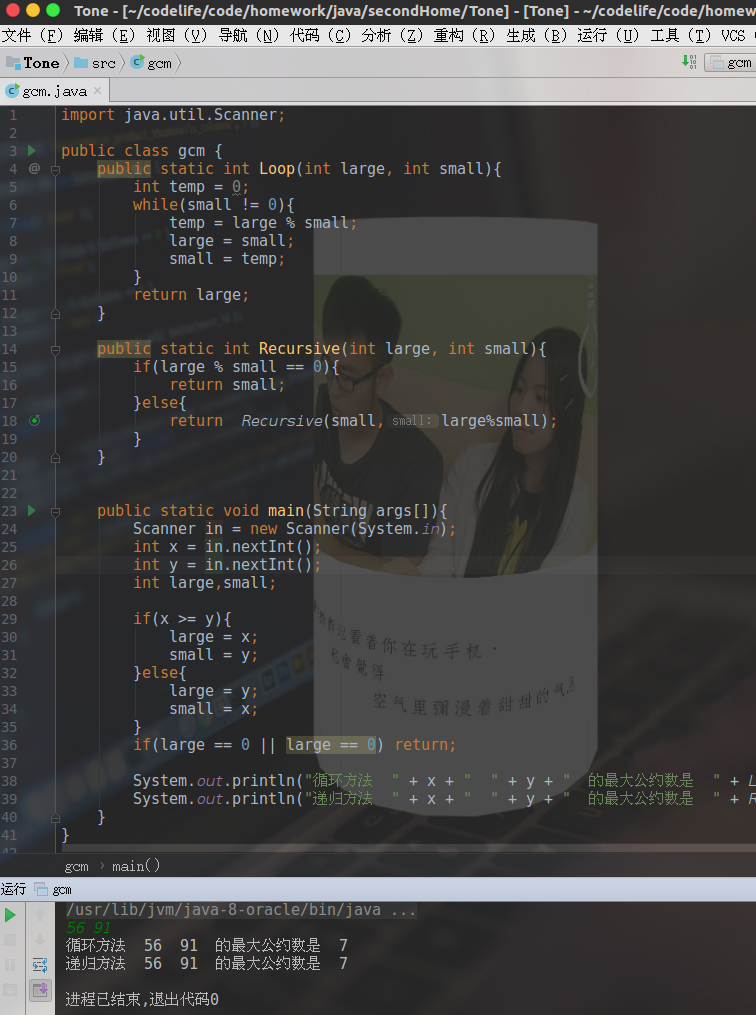 Tone - [~/codelife/code/homework/java/secondHome/Tone] - [Tone] - ~/codelife/code/homew
文件 (F) 编辑 (E) 视图 (V) 导航 (N) 代码 (C) 分析 (Z) 重构 (R) 生成 (B) 运行 (U) 工具 (T) VCS
Tone src gcm gcm
gcm.java
1 import java.util.Scanner;
2
3 public class gcm {
4 public static int Loop(int large, int small){
5 int temp = 0;
6 while(small != 0){
7 temp = large % small;
8 large = small;
9 small = temp;
10 }
11 return large;
12 }
13
14 public static int Recursive(int large, int small){
15 if(large % small == 0){
16 return small;
17 }else{
18 return Recursive(small, small: large%small);
19 }
20 }
21
22
23 public static void main(String args[]){
24 Scanner in = new Scanner(System.in);
25 int x = in.nextInt();
26 int y = in.nextInt();
27 int large,small;
28
29 if(x >= y){
30 large = x;
31 small = y;
32 }else{
33 large = y;
34 small = x;
35 }
36 if(large == 0 || large == 0) return;
37
38 System.out.println("循环方法  " + x + "  " + y + "  的最大公约数是  " + L
39 System.out.println("递归方法  " + x + "  " + y + "  的最大公约数是  " + R
40 }
41 }
42
看着你在玩手机.
也会觉得
空气里弥漫着甜甜的气息
gcm › main()
运行 gcm
/usr/lib/jvm/java-8-oracle/bin/java ...
56 91
循环方法  56  91  的最大公约数是  7
递归方法  56  91  的最大公约数是  7
进程已结束,退出代码0